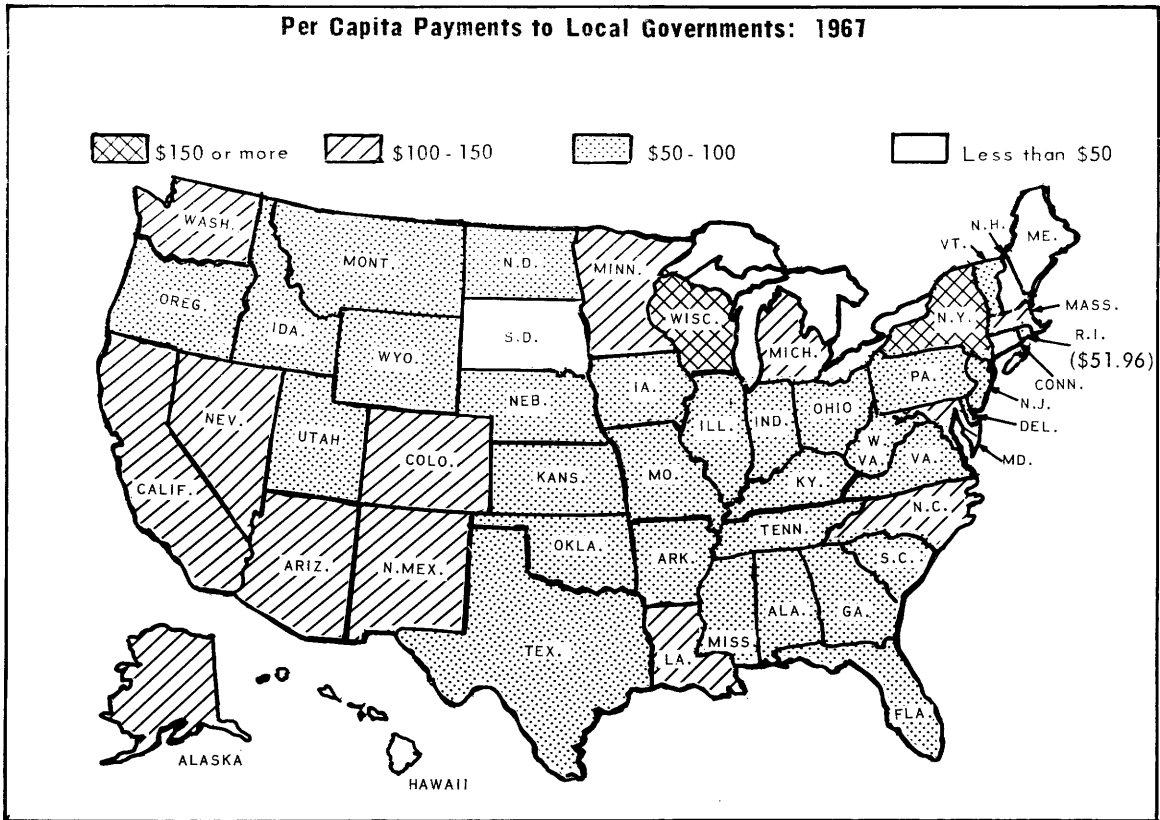 Per Capita Payments to Local Governments: 1967
$150 or more
$100 - 150
$50 - 100
Less than $50
WASH.
MONT.
N.D.
MINN.
VT.
N.H.
ME.
OREG.
IDA.
WYO.
S.D.
WISC.
MICH.
N.Y.
MASS.
R.I.
($51.96)
CONN.
N.J.
DEL.
MD.
NEV.
UTAH
COLO.
NEB.
IA.
ILL.
IND.
OHIO
PA.
CALIF.
KANS.
MO.
KY.
W.
VA.
VA.
ARIZ.
N.MEX.
OKLA.
ARK.
TENN.
N.C.
S.C.
TEX.
LA.
MISS.
ALA.
GA.
FLA.
ALASKA
HAWAII